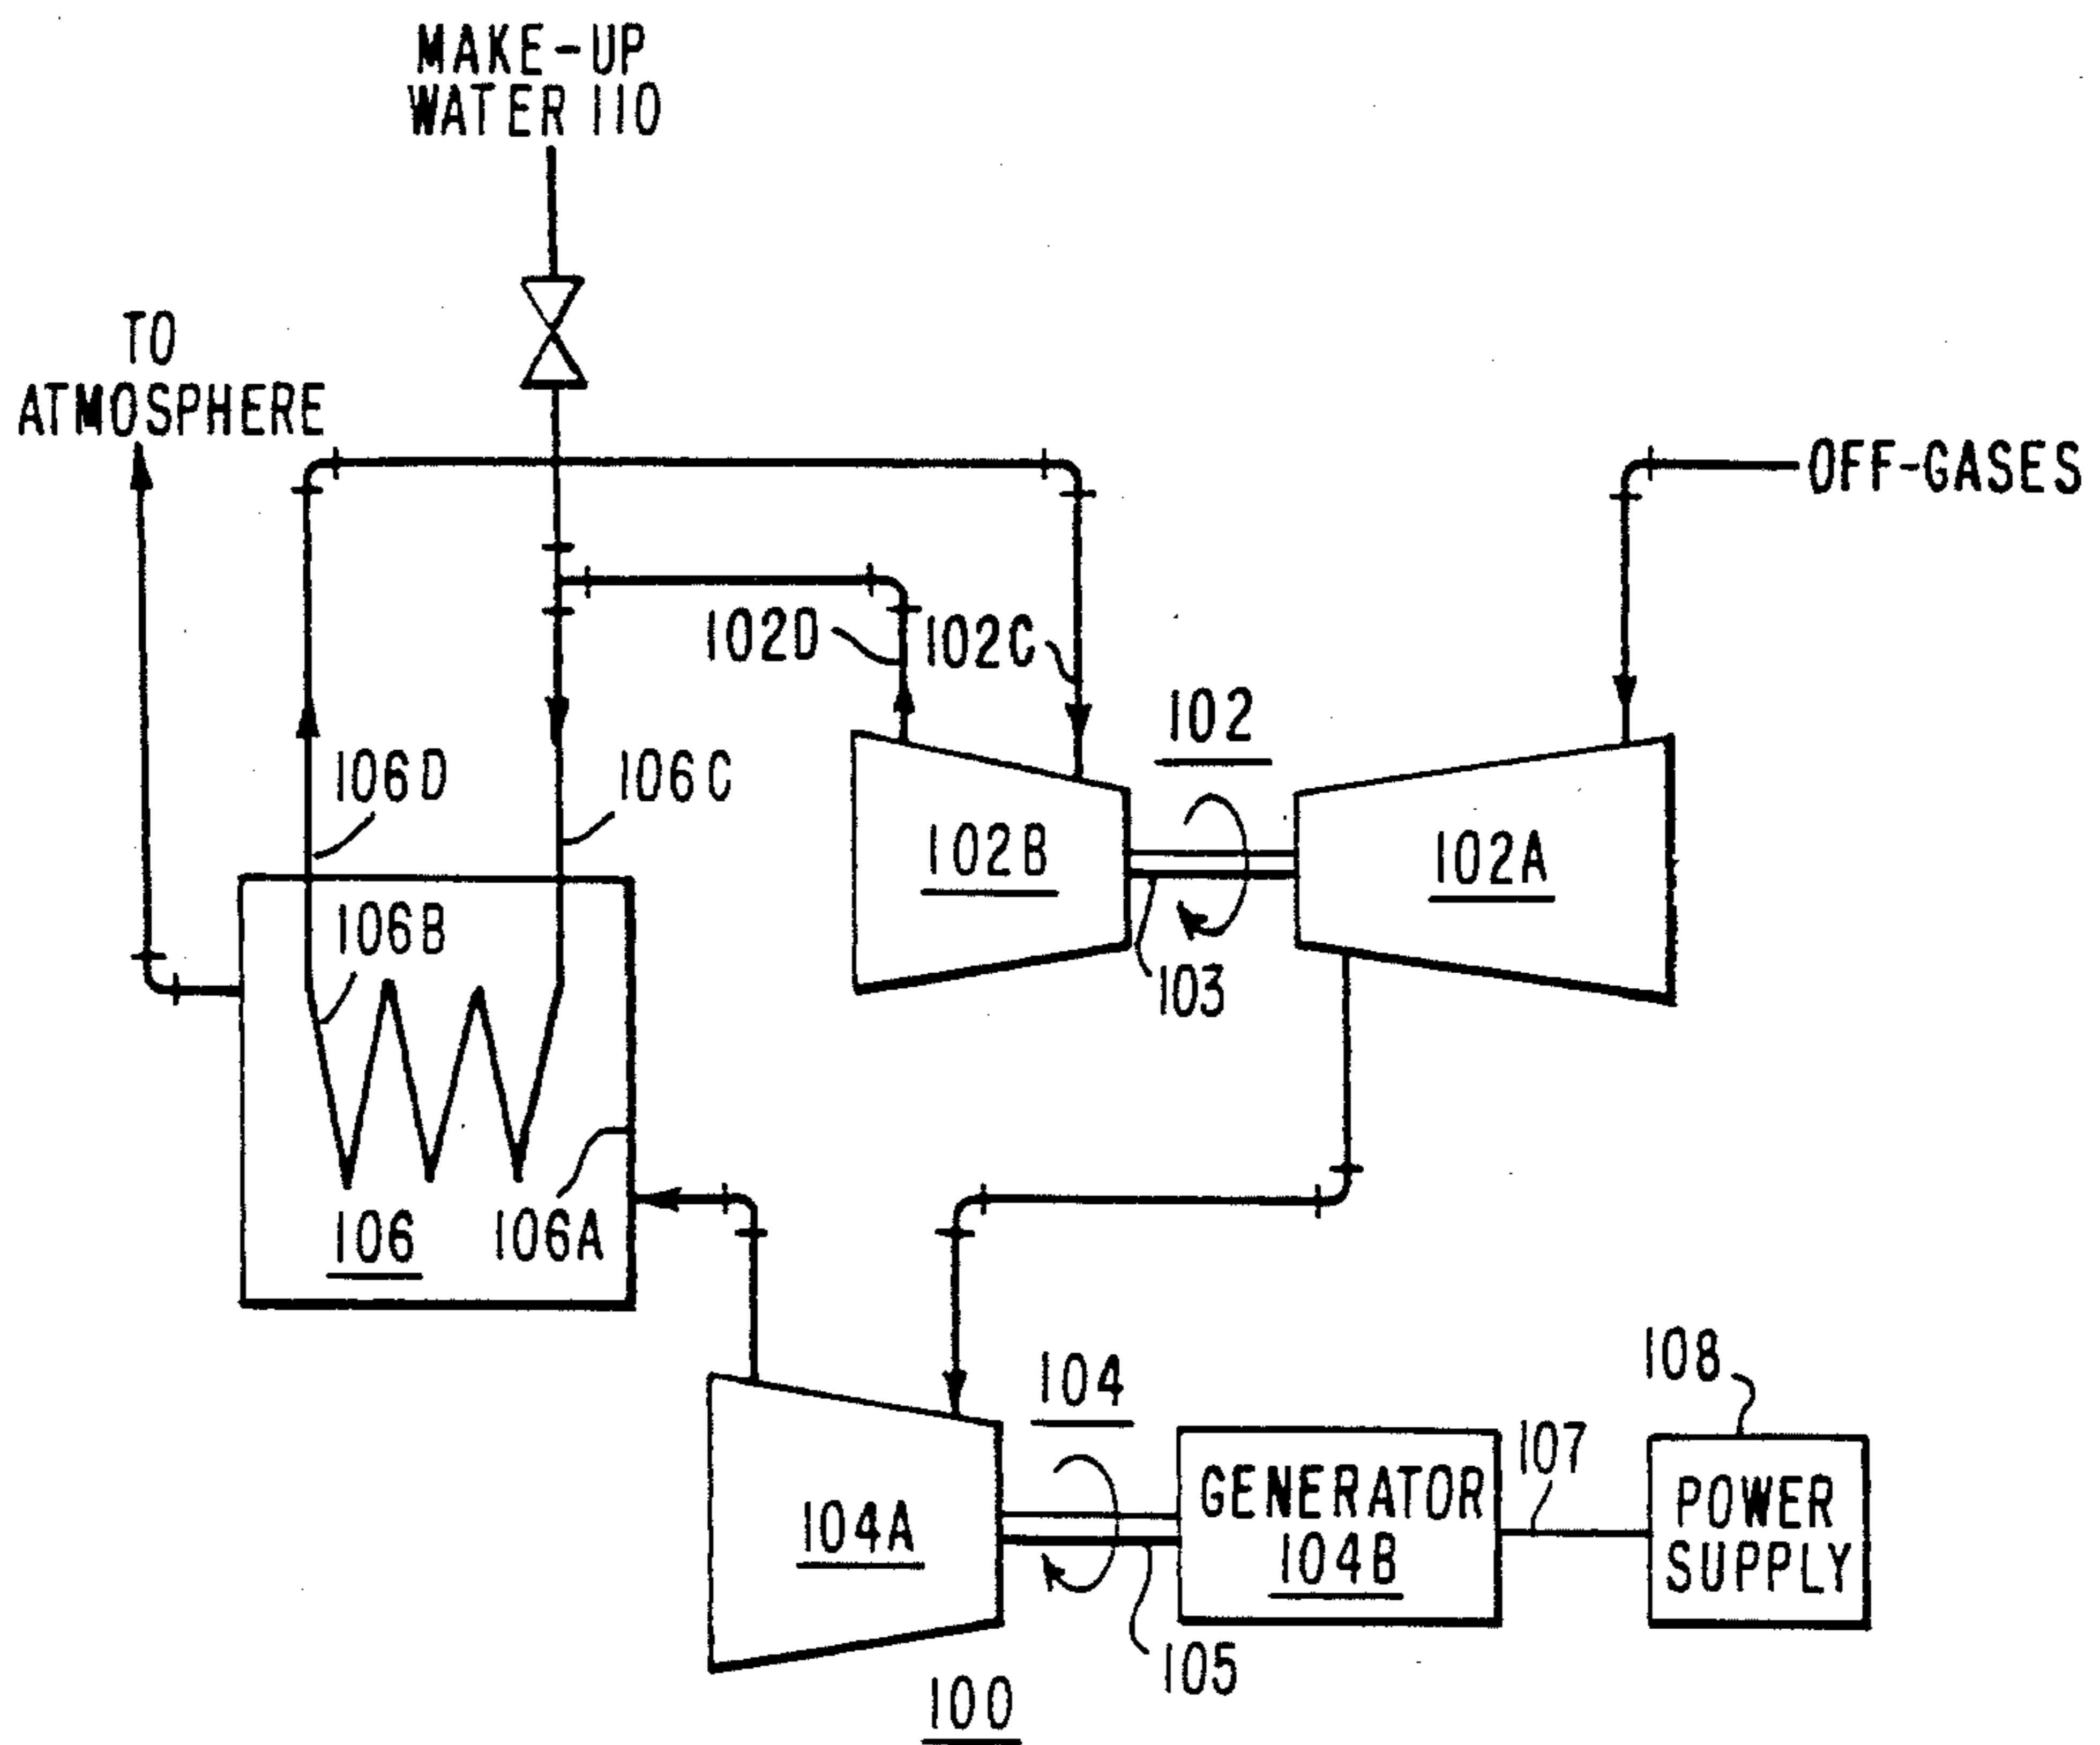 MAKE-UP
WATER 110
TO
ATMOSPHERE
OFF-GASES
102D
102C
102
106D
106C
102B
102A
106B
103
106
106A
108
104
107
GENERATOR
104B
POWER
SUPPLY
104A
105
100